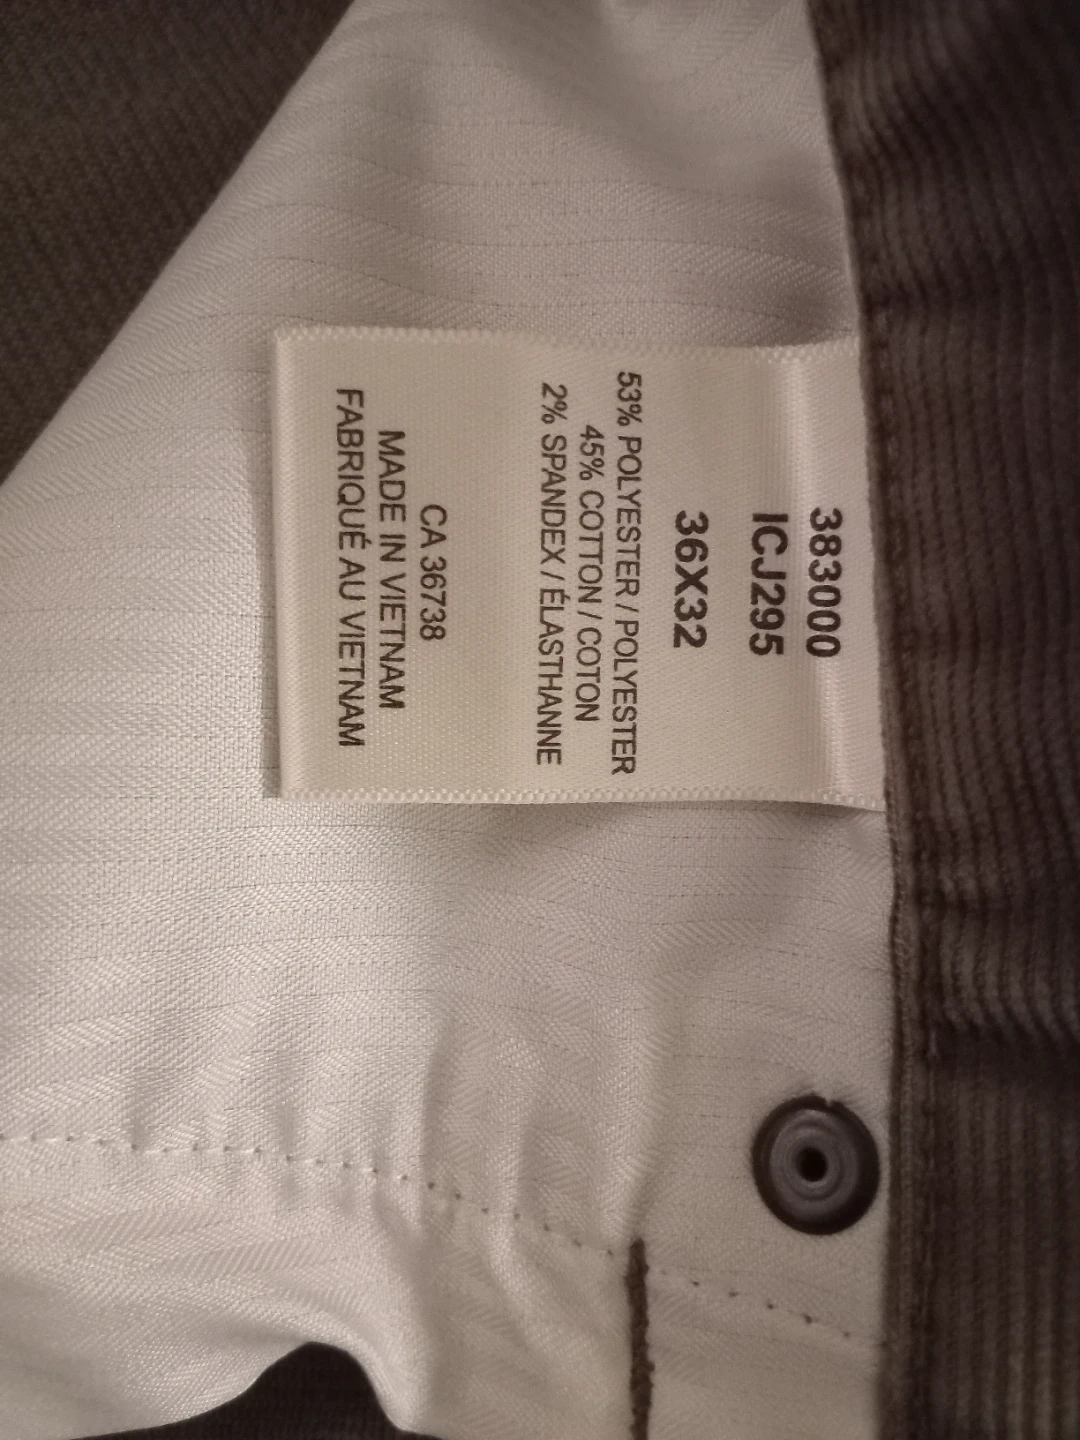 383000
ICJ295
36X32
53% POLYESTER / POLYESTER
45% COTTON / COTON
2% SPANDEX / ÉLASTHANNE
CA 36738
MADE IN VIETNAM
FABRIQUÉ AU VIETNAM